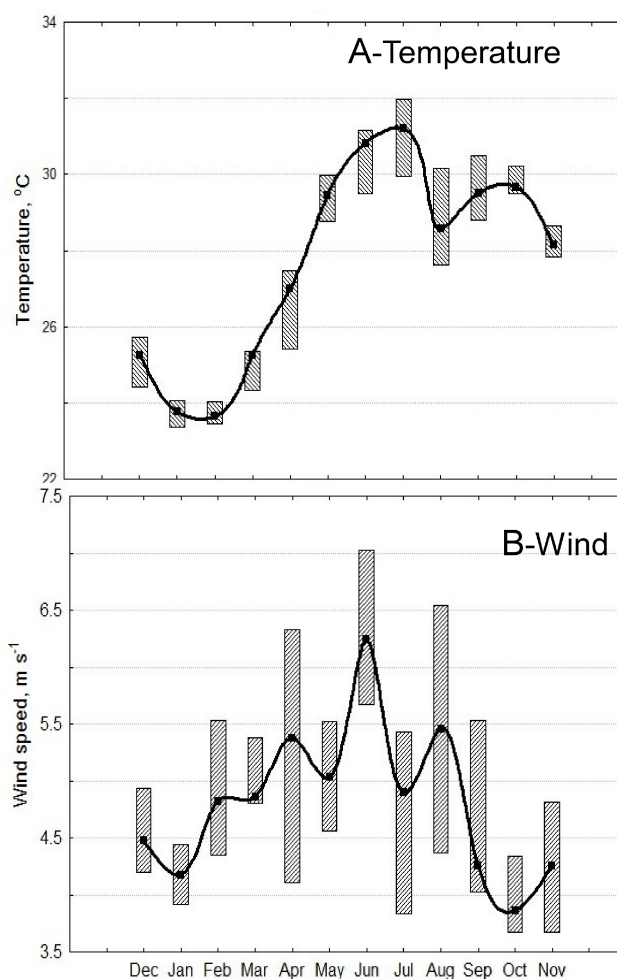 34
A-Temperature
30
Temperature, °C
26
22
7.5
B-Wind
6.5
Wind speed, m s-1
5.5
4.5
3.5
Dec Jan Feb Mar Apr May Jun Jul Aug Sep Oct Nov